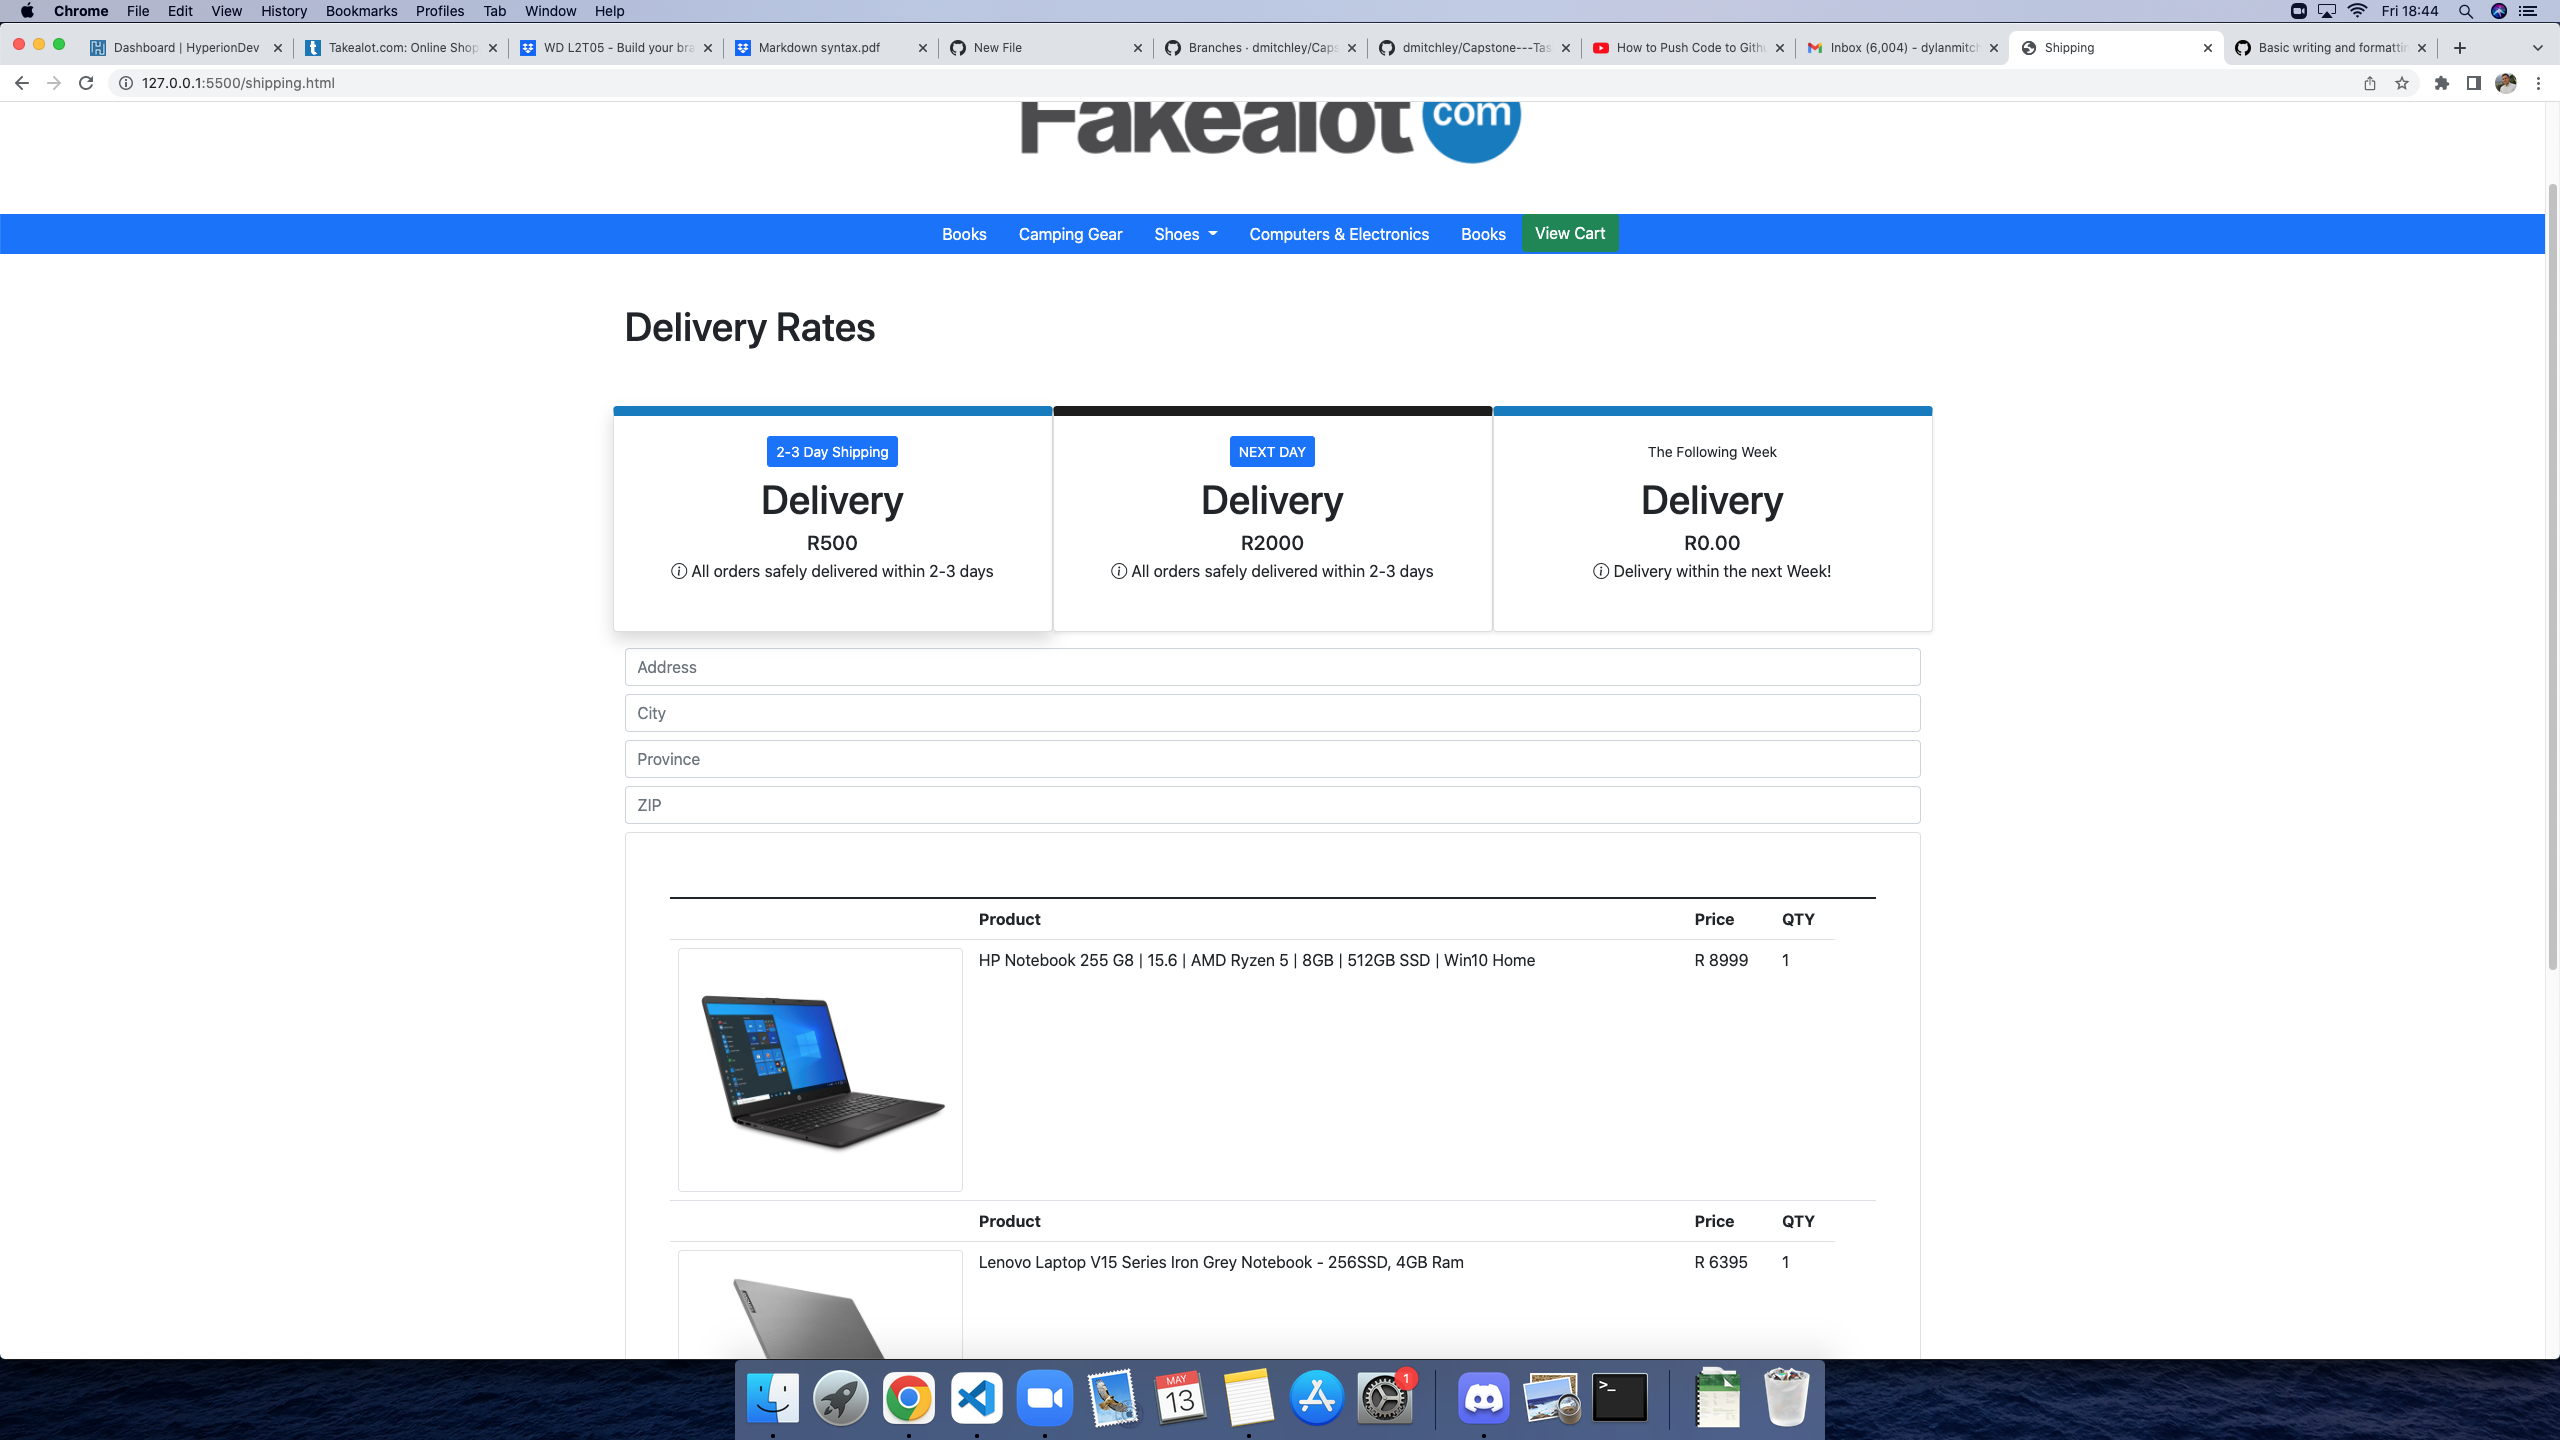 Chrome File Edit View History Bookmarks Profiles Tab Window Help Fri 18:44
Dashboard | HyperionDev Takealot.com: Online Shop WD L2T05 - Build your bra Markdown syntax.pdf New File Branches · dmitchley/Caps dmitchley/Capstone---Tas How to Push Code to Githu Inbox (6,004) - dylanmitch Shipping Basic writing and formattin
127.0.0.1:5500/shipping.html
Fakealot com
Books Camping Gear Shoes Computers & Electronics Books View Cart
Delivery Rates
2-3 Day Shipping
Delivery
R500
All orders safely delivered within 2-3 days
NEXT DAY
Delivery
R2000
All orders safely delivered within 2-3 days
The Following Week
Delivery
R0.00
Delivery within the next Week!
Address
City
Province
ZIP
Product Price QTY
HP Notebook 255 G8 | 15.6 | AMD Ryzen 5 | 8GB | 512GB SSD | Win10 Home R 8999 1
Product Price QTY
Lenovo Laptop V15 Series Iron Grey Notebook - 256SSD, 4GB Ram R 6395 1
MAY
13
1
>_